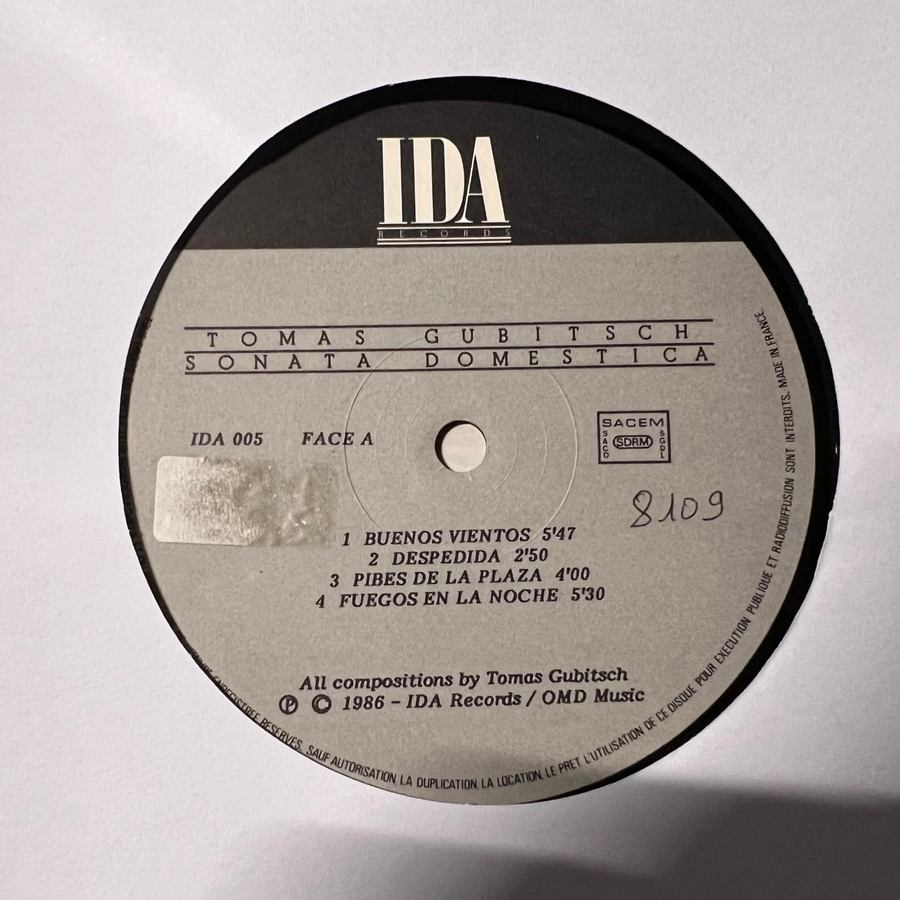 IDA
RECORDS
TOMAS GUBITSCH
SONATA DOMESTICA
IDA 005 FACE A
SACEM
SACD SDRM SGDL
8109
1 BUENOS VIENTOS 5'47
2 DESPEDIDA 2'50
3 PIBES DE LA PLAZA 4'00
4 FUEGOS EN LA NOCHE 5'30
All compositions by Tomas Gubitsch
℗ © 1986 - IDA Records / OMD Music
RESERVES. SAUF AUTORISATION, LA DUPLICATION, LA LOCATION, LE PRET, L'UTILISATION DE CE DISQUE POUR EXECUTION PUBLIQUE ET RADIODIFFUSION SONT INTERDITS. MADE IN FRANCE